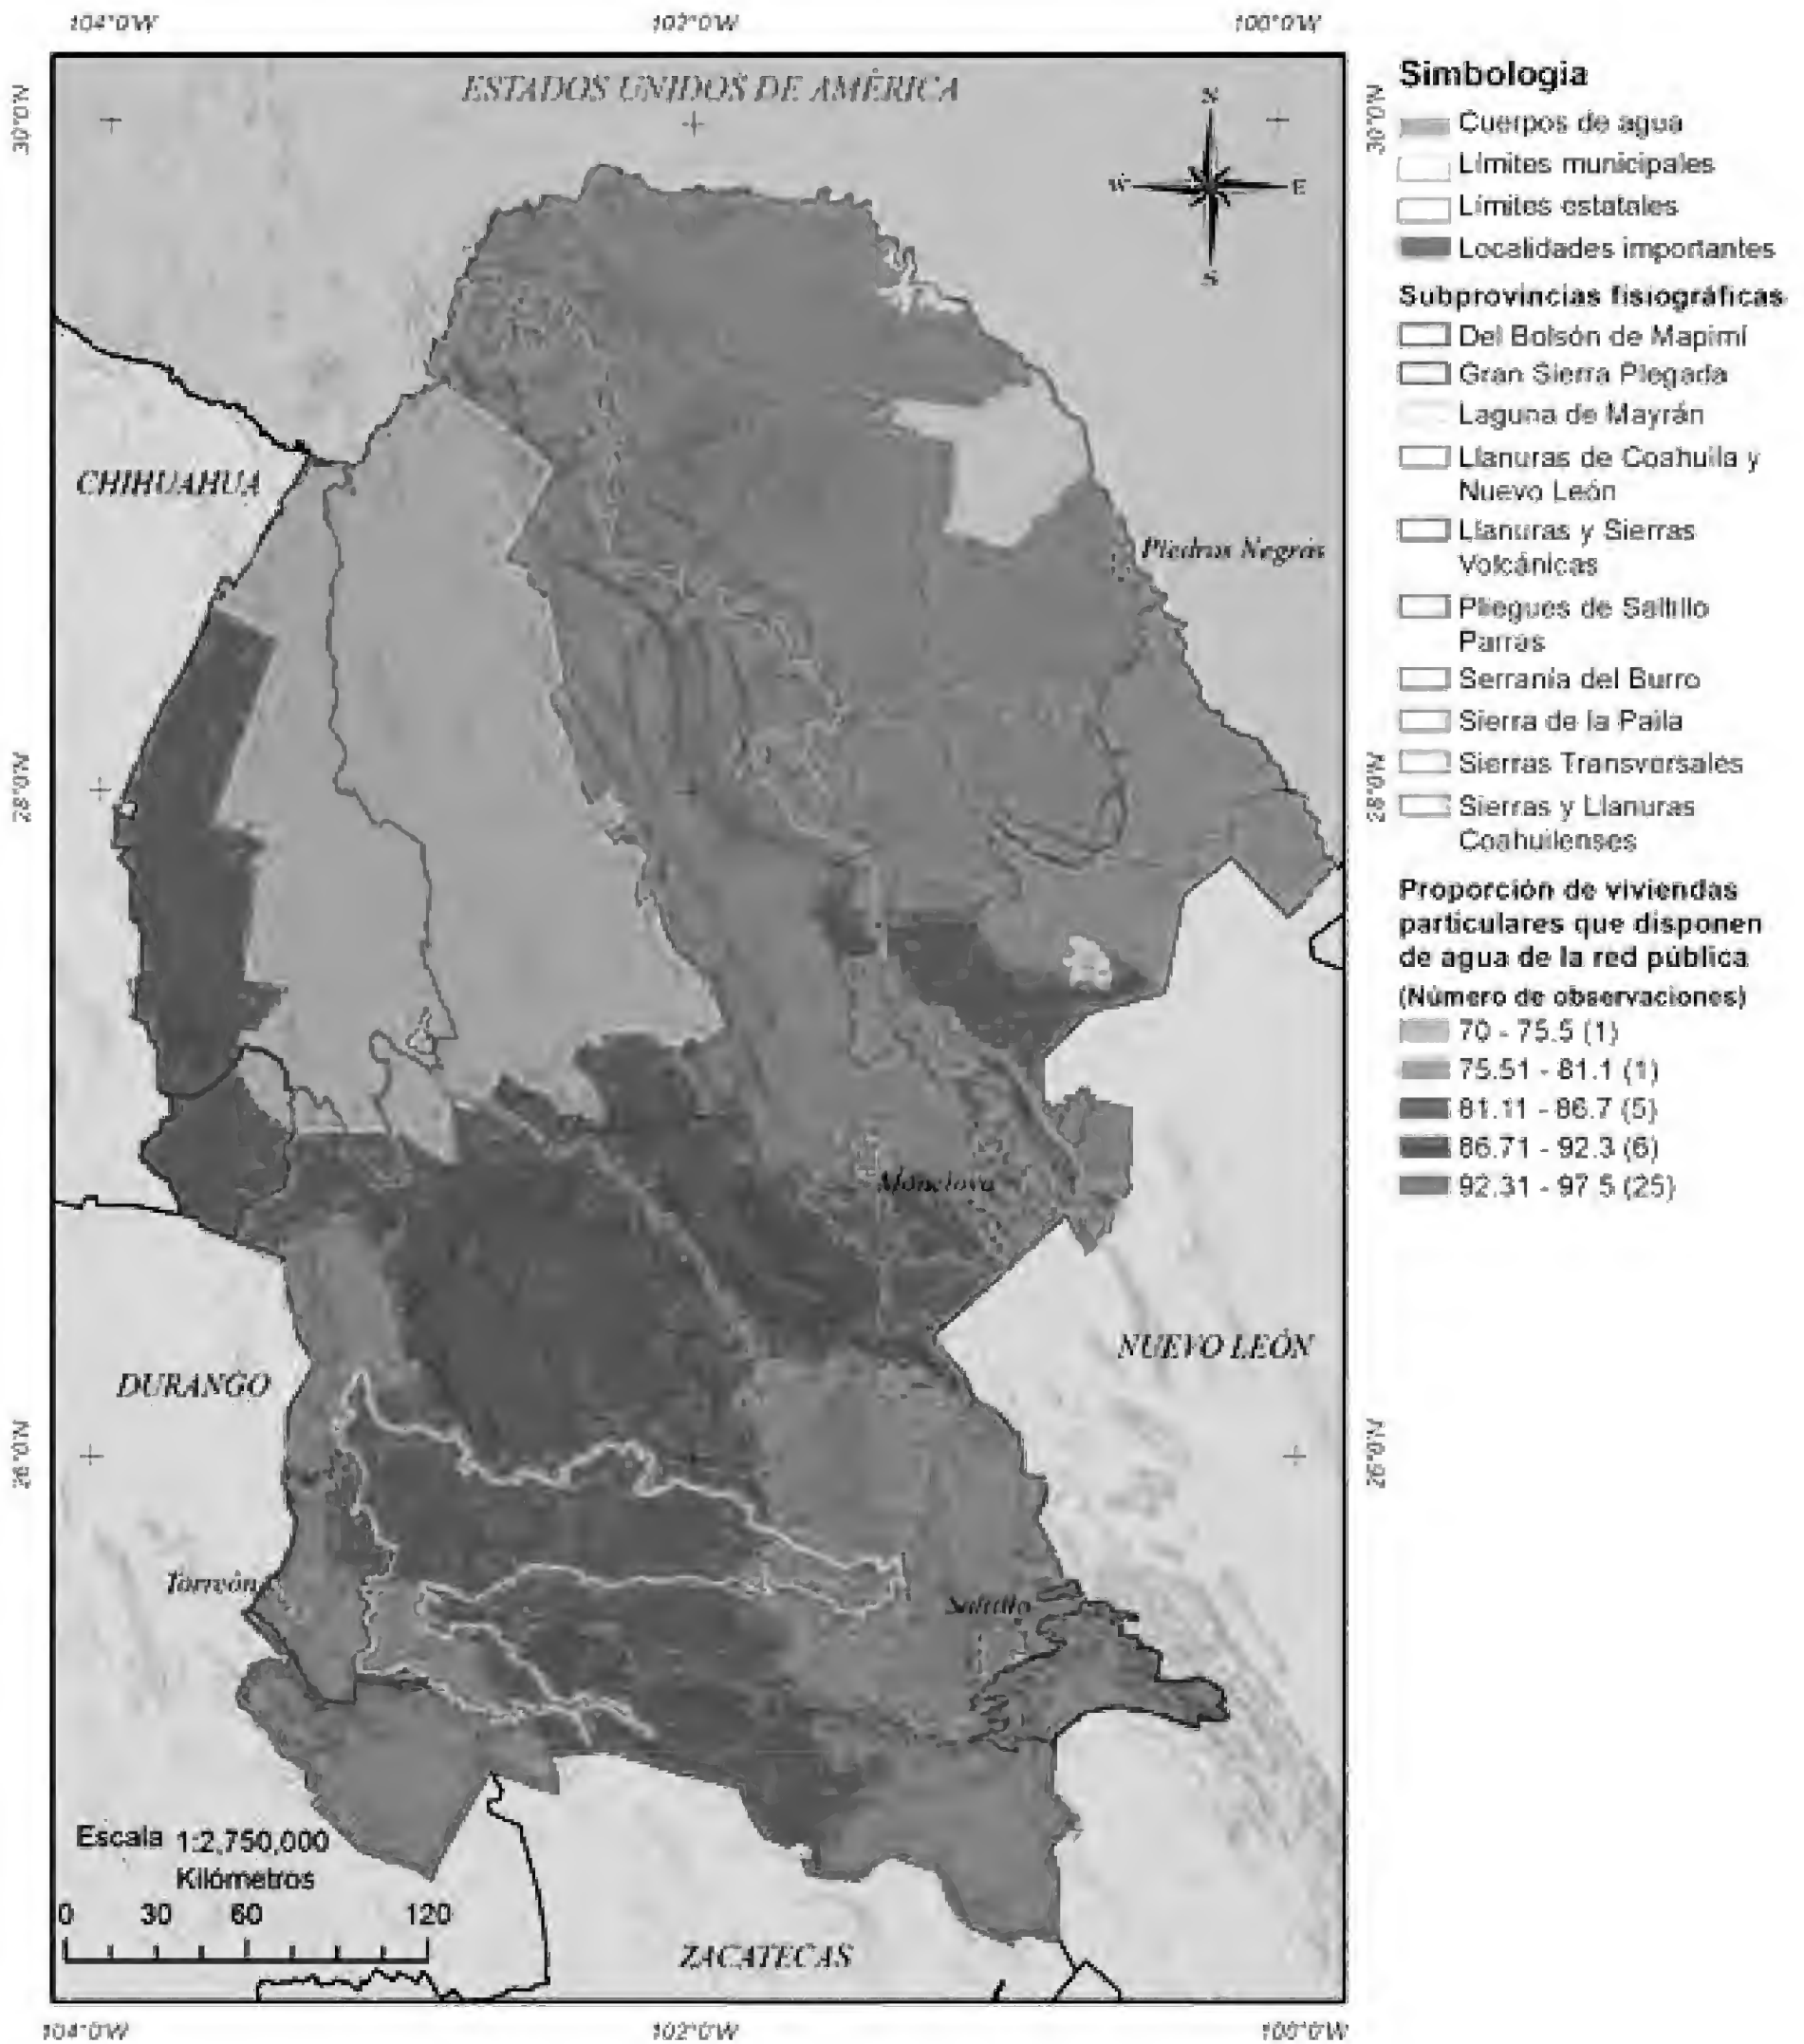 104°0'W 102°0'W 100°0'W
30°0'N
30°0'N
28°0'N
28°0'N
26°0'N
26°0'N
ESTADOS UNIDOS DE AMÉRICA
N
W E
S
CHIHUAHUA
Piedras Negras
Monclova
NUEVO LEÓN
DURANGO
Torreón
Saltillo
Escala 1:2,750,000
Kilómetros
0 30 60 120
ZACATECAS
104°0'W 102°0'W 100°0'W
Simbologia
Cuerpos de agua
Límites municipales
Límites estatales
Localidades importantes
Subprovincias fisiográficas
Del Bolsón de Mapimí
Gran Sierra Plegada
Laguna de Mayrán
Llanuras de Coahuila y
Nuevo León
Llanuras y Sierras
Volcánicas
Pliegues de Saltillo
Parras
Serranía del Burro
Sierra de la Paila
Sierras Transversales
Sierras y Llanuras
Coahuilenses
Proporción de viviendas
particulares que disponen
de agua de la red pública
(Número de observaciones)
70 - 75.5 (1)
75.51 - 81.1 (1)
81.11 - 86.7 (5)
86.71 - 92.3 (6)
92.31 - 97.5 (25)